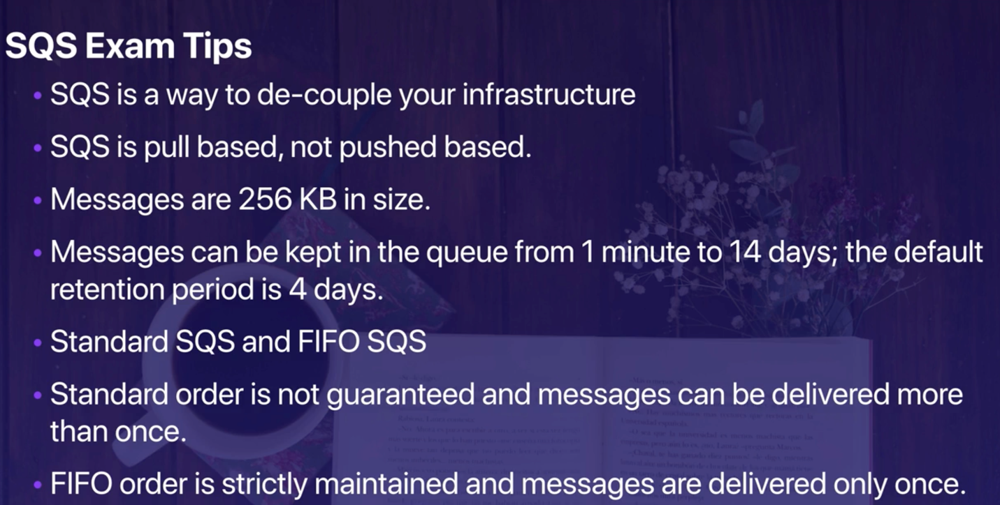 SQS Exam Tips
• SQS is a way to de-couple your infrastructure
• SQS is pull based, not pushed based.
• Messages are 256 KB in size.
• Messages can be kept in the queue from 1 minute to 14 days; the default
retention period is 4 days.
• Standard SQS and FIFO SQS
• Standard order is not guaranteed and messages can be delivered more
than once.
• FIFO order is strictly maintained and messages are delivered only once.